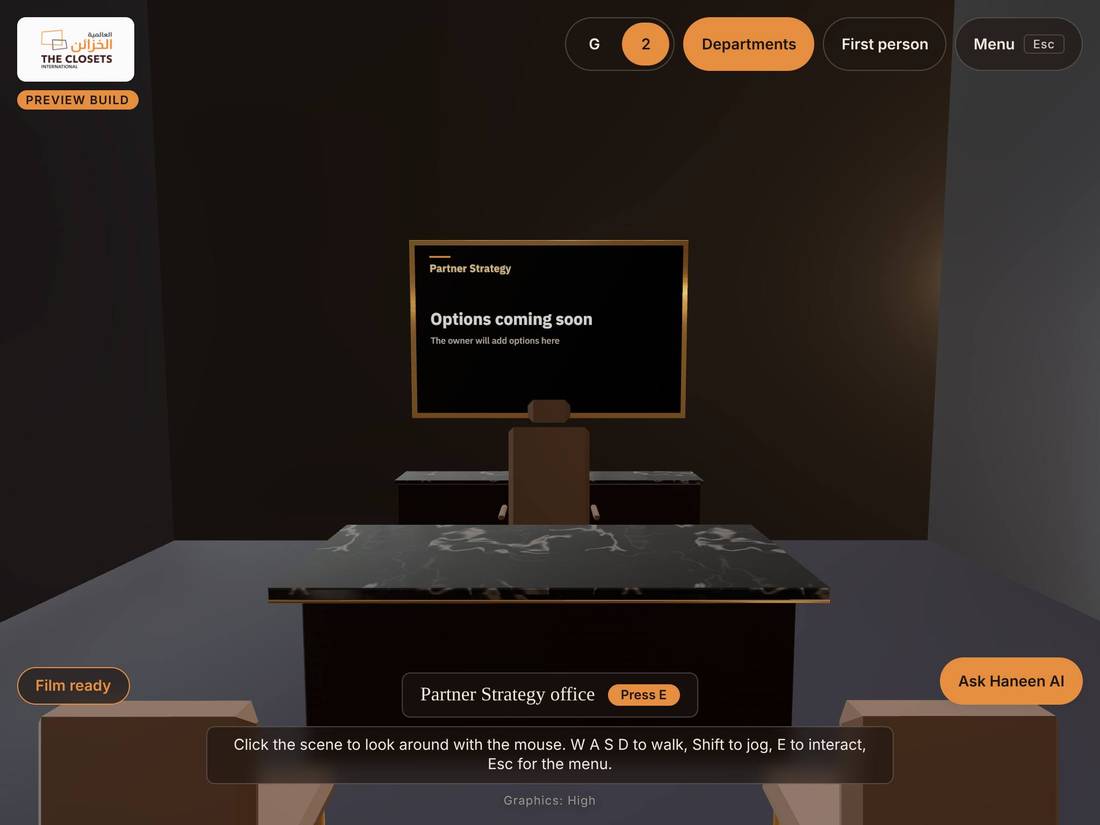 العالمية
الخزائن
THE CLOSETS
INTERNATIONAL
PREVIEW BUILD
G
2
Departments
First person
Menu Esc
Partner Strategy
Options coming soon
The owner will add options here
Film ready
Ask Haneen AI
Partner Strategy office Press E
Click the scene to look around with the mouse. W A S D to walk, Shift to jog, E to interact,
Esc for the menu.
Graphics: High